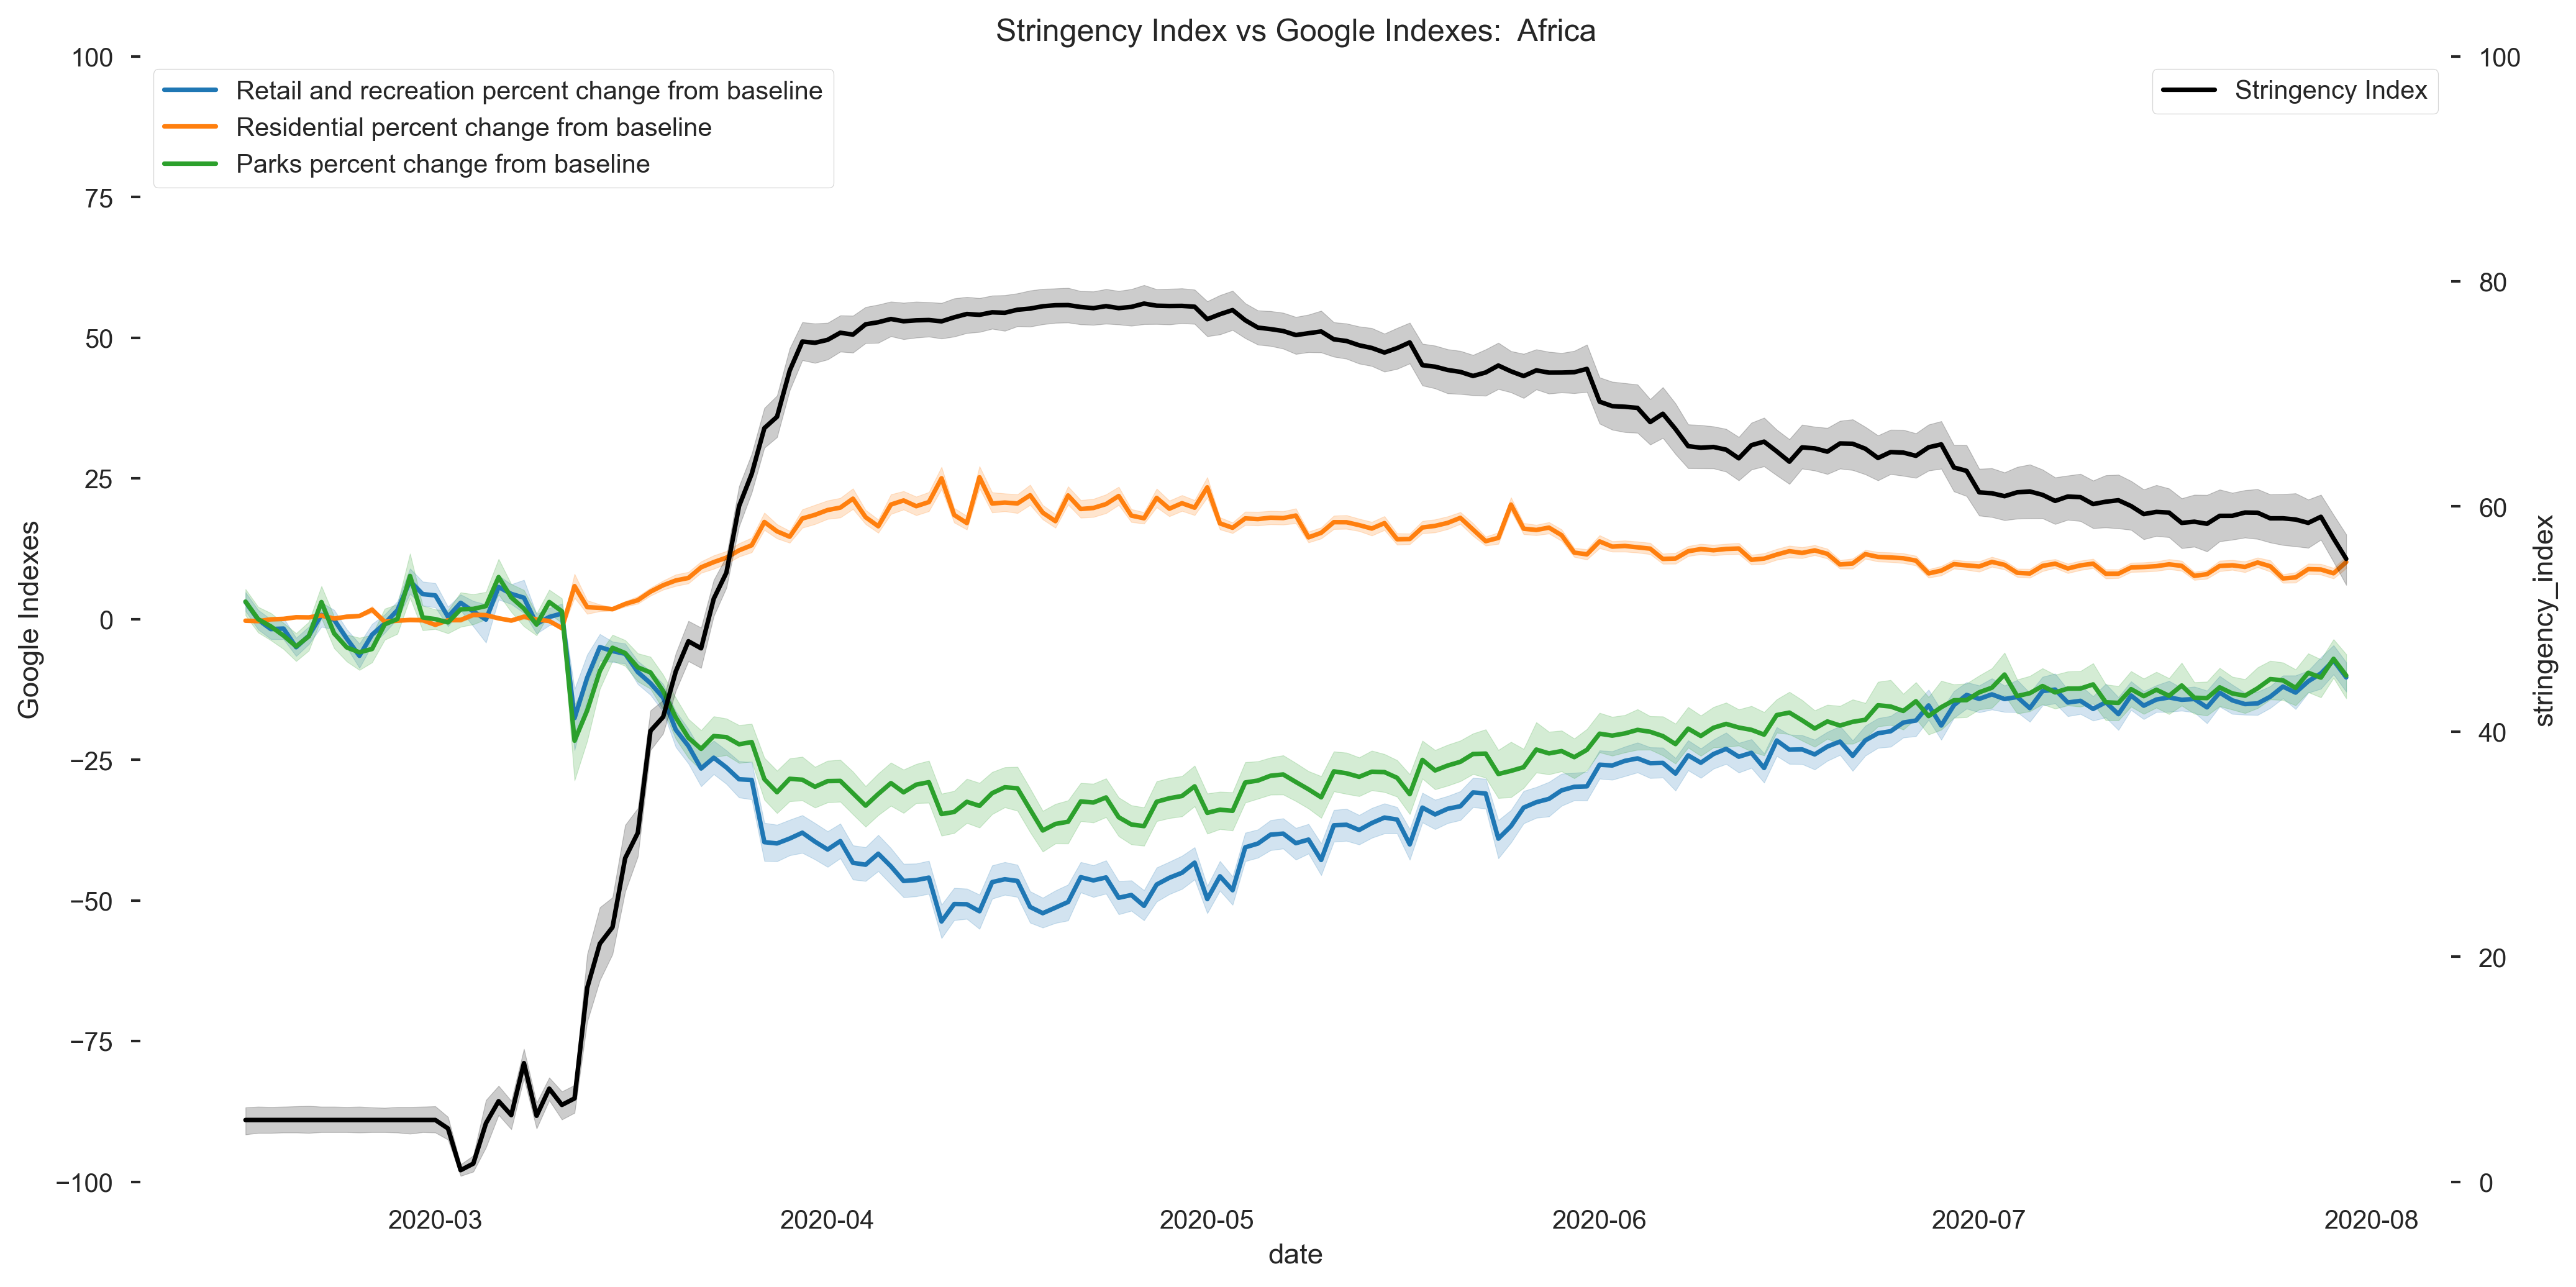 Stringency Index vs Google Indexes:  Africa
Retail and recreation percent change from baseline
Residential percent change from baseline
Parks percent change from baseline
Stringency Index
100
75
50
25
0
−25
−50
−75
−100
Google Indexes
100
80
60
40
20
0
stringency_index
2020-03
2020-04
2020-05
2020-06
2020-07
2020-08
date